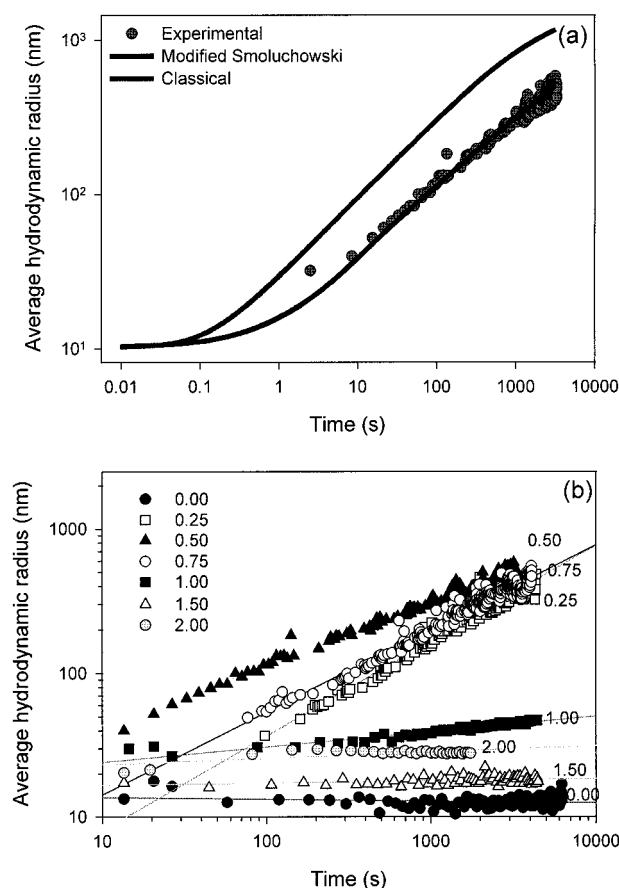 (a)
Experimental
Modified Smoluchowski
Classical
Average hydrodynamic radius (nm)
10³
10²
10¹
0.01 0.1 1 10 100 1000 10000
Time (s)
(b)
0.00
0.25
0.50
0.75
1.00
1.50
2.00
Average hydrodynamic radius (nm)
1000
100
10
0.50
0.75
0.25
1.00
2.00
1.50
0.00
10 100 1000 10000
Time (s)